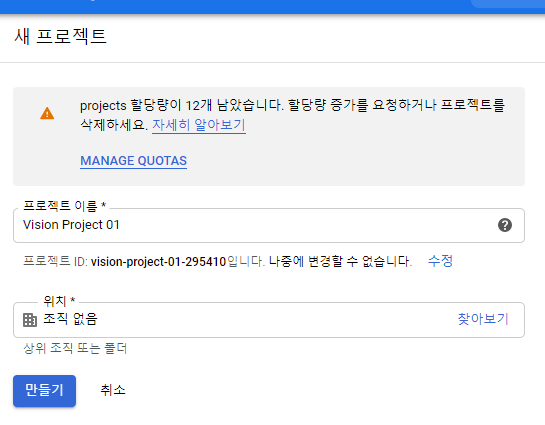 새 프로젝트
projects 할당량이 12개 남았습니다. 할당량 증가를 요청하거나 프로젝트를
삭제하세요. 자세히 알아보기
MANAGE QUOTAS
프로젝트 이름 *
Vision Project 01
프로젝트 ID: vision-project-01-295410입니다. 나중에 변경할 수 없습니다. 수정
위치 *
조직 없음 찾아보기
상위 조직 또는 폴더
만들기 취소